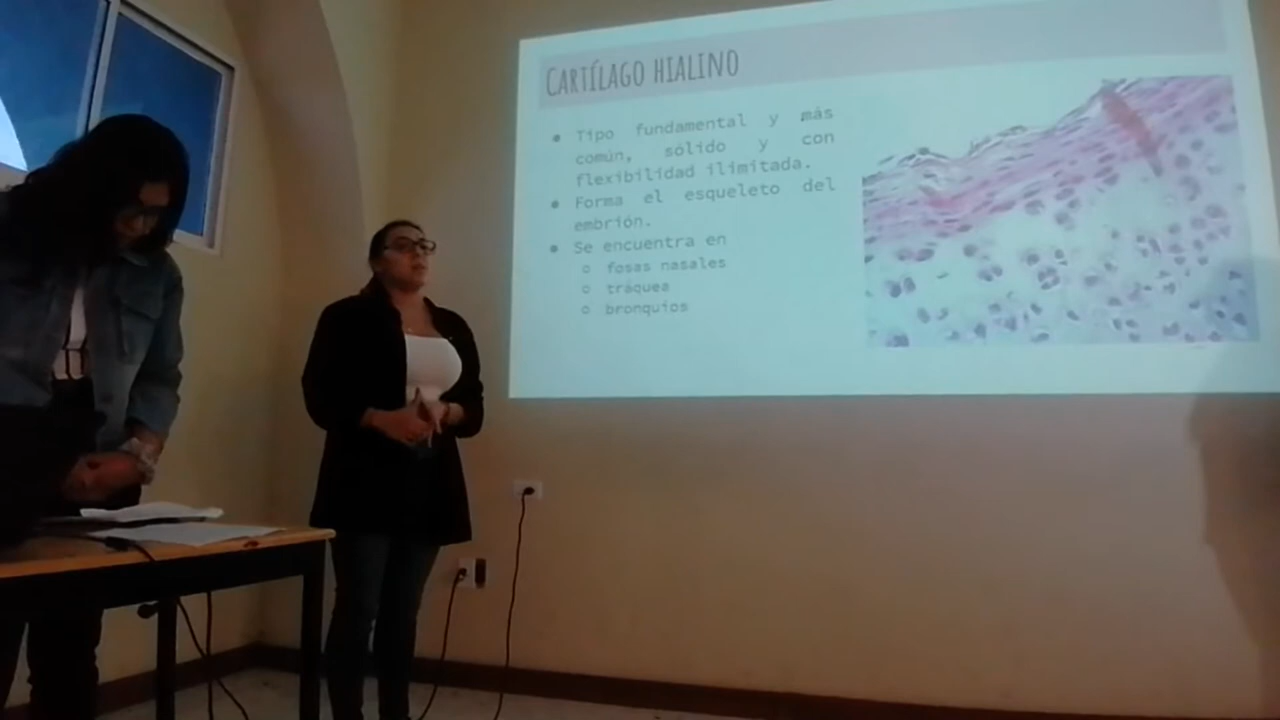 CARTÍLAGO HIALINO
● Tipo fundamental y más
común, sólido y con
flexibilidad ilimitada.
● Forma el esqueleto del
embrión.
● Se encuentra en
○ fosas nasales
○ tráquea
○ bronquios